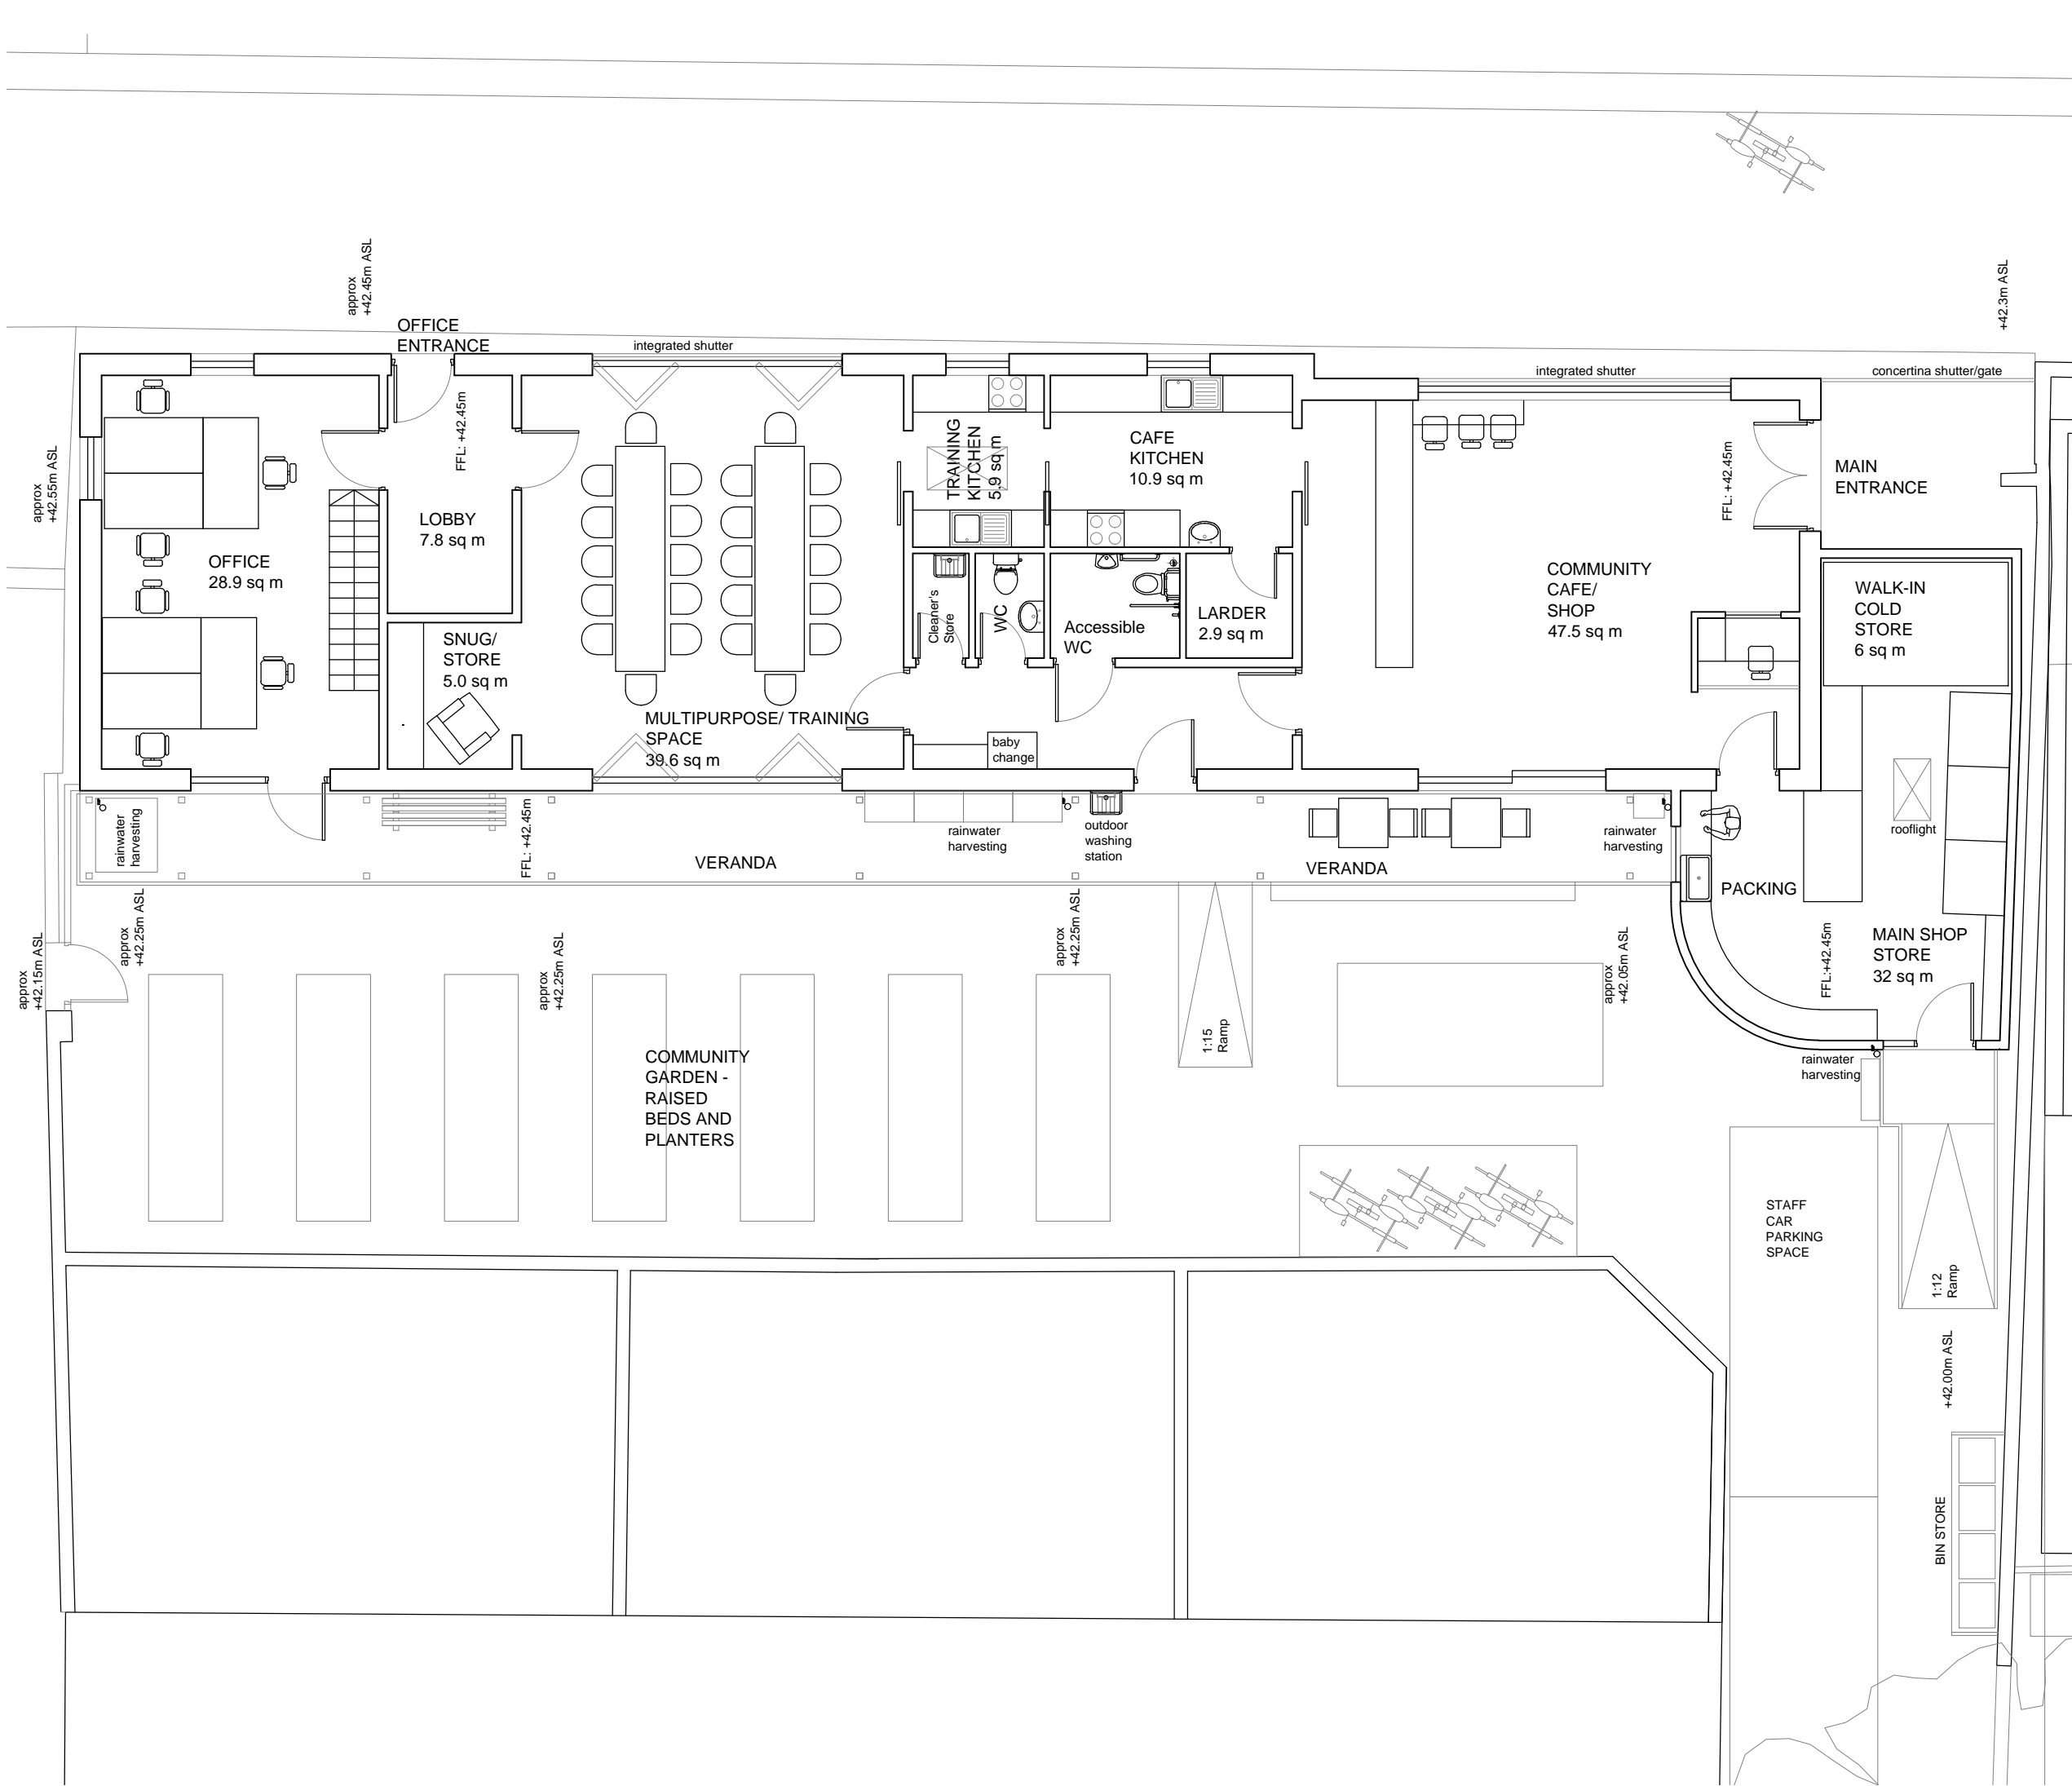 approx
+42.45m ASL
+42.3m ASL
OFFICE
ENTRANCE
integrated shutter
integrated shutter
concertina shutter/gate
approx
+42.55m ASL
FFL: +42.45m
LOBBY
7.8 sq m
OFFICE
28.9 sq m
SNUG/
STORE
5.0 sq m
MULTIPURPOSE/ TRAINING
SPACE
39.6 sq m
TRAINING
KITCHEN
5.9 sq m
CAFE
KITCHEN
10.9 sq m
Cleaner's
Store
WC
Accessible
WC
LARDER
2.9 sq m
baby
change
COMMUNITY
CAFE/
SHOP
47.5 sq m
FFL: +42.45m
MAIN
ENTRANCE
WALK-IN
COLD
STORE
6 sq m
rooflight
rainwater
harvesting
FFL: +42.45m
VERANDA
rainwater
harvesting
outdoor
washing
station
VERANDA
rainwater
harvesting
PACKING
FFL:+42.45m
MAIN SHOP
STORE
32 sq m
approx
+42.15m ASL
approx
+42.25m ASL
approx
+42.25m ASL
approx
+42.25m ASL
approx
+42.05m ASL
1:15
Ramp
COMMUNITY
GARDEN -
RAISED
BEDS AND
PLANTERS
rainwater
harvesting
STAFF
CAR
PARKING
SPACE
1:12
Ramp
+42.00m ASL
BIN STORE